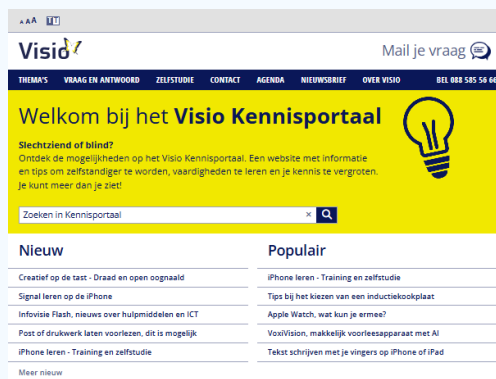 A A A TT
Visio
Mail je vraag
THEMA'S VRAAG EN ANTWOORD ZELFSTUDIE CONTACT AGENDA NIEUWSBRIEF OVER VISIO BEL 088 585 56 66
Welkom bij het Visio Kennisportaal
Slechtziend of blind?
Ontdek de mogelijkheden op het Visio Kennisportaal. Een website met informatie
en tips om zelfstandiger te worden, vaardigheden te leren en je kennis te vergroten.
Je kunt meer dan je ziet!
Zoeken in Kennisportaal ×
Nieuw
Creatief op de tast - Draad en open oognaald
Signal leren op de iPhone
Infovisie Flash, nieuws over hulpmiddelen en ICT
Post of drukwerk laten voorlezen, dit is mogelijk
iPhone leren - Training en zelfstudie
Meer nieuw
Populair
iPhone leren - Training en zelfstudie
Tips bij het kiezen van een inductiekookplaat
Apple Watch, wat kun je ermee?
VoxiVision, makkelijk voorleesapparaat met AI
Tekst schrijven met je vingers op iPhone of iPad